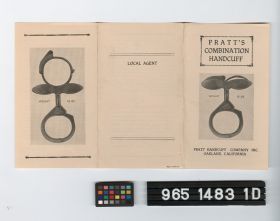 LOCAL AGENT
PRATT'S
COMBINATION
HANDCUFF
PRATT HANDCUFF COMPANY INC.
OAKLAND, CALIFORNIA
965 1483 1D